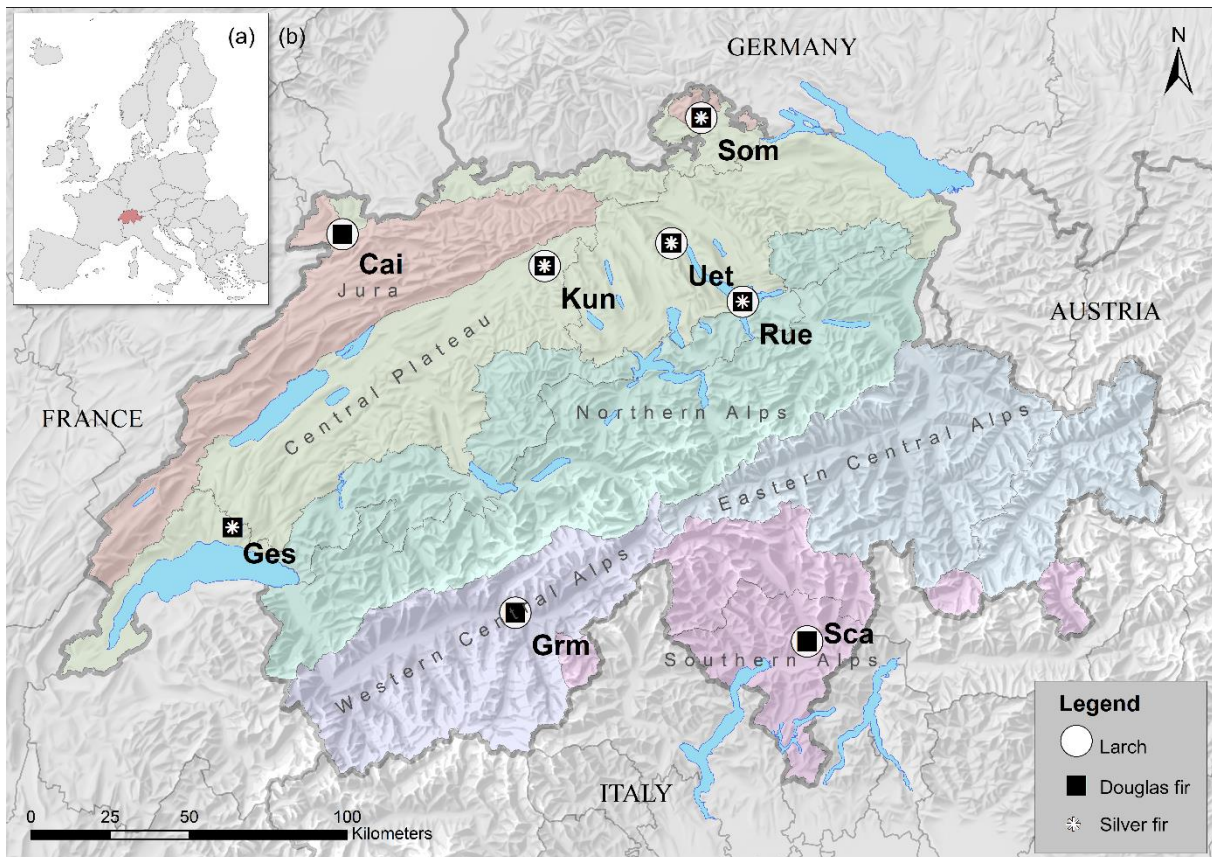 (a)
(b)
GERMANY
N
Som
Cai
Jura
Kun
Uet
Rue
AUSTRIA
Central Plateau
Northern Alps
FRANCE
Eastern Central Alps
Ges
Western Central Alps
Grm
Sca
Southern Alps
ITALY
Legend
Larch
Douglas fir
Silver fir
0 25 50 100
Kilometers